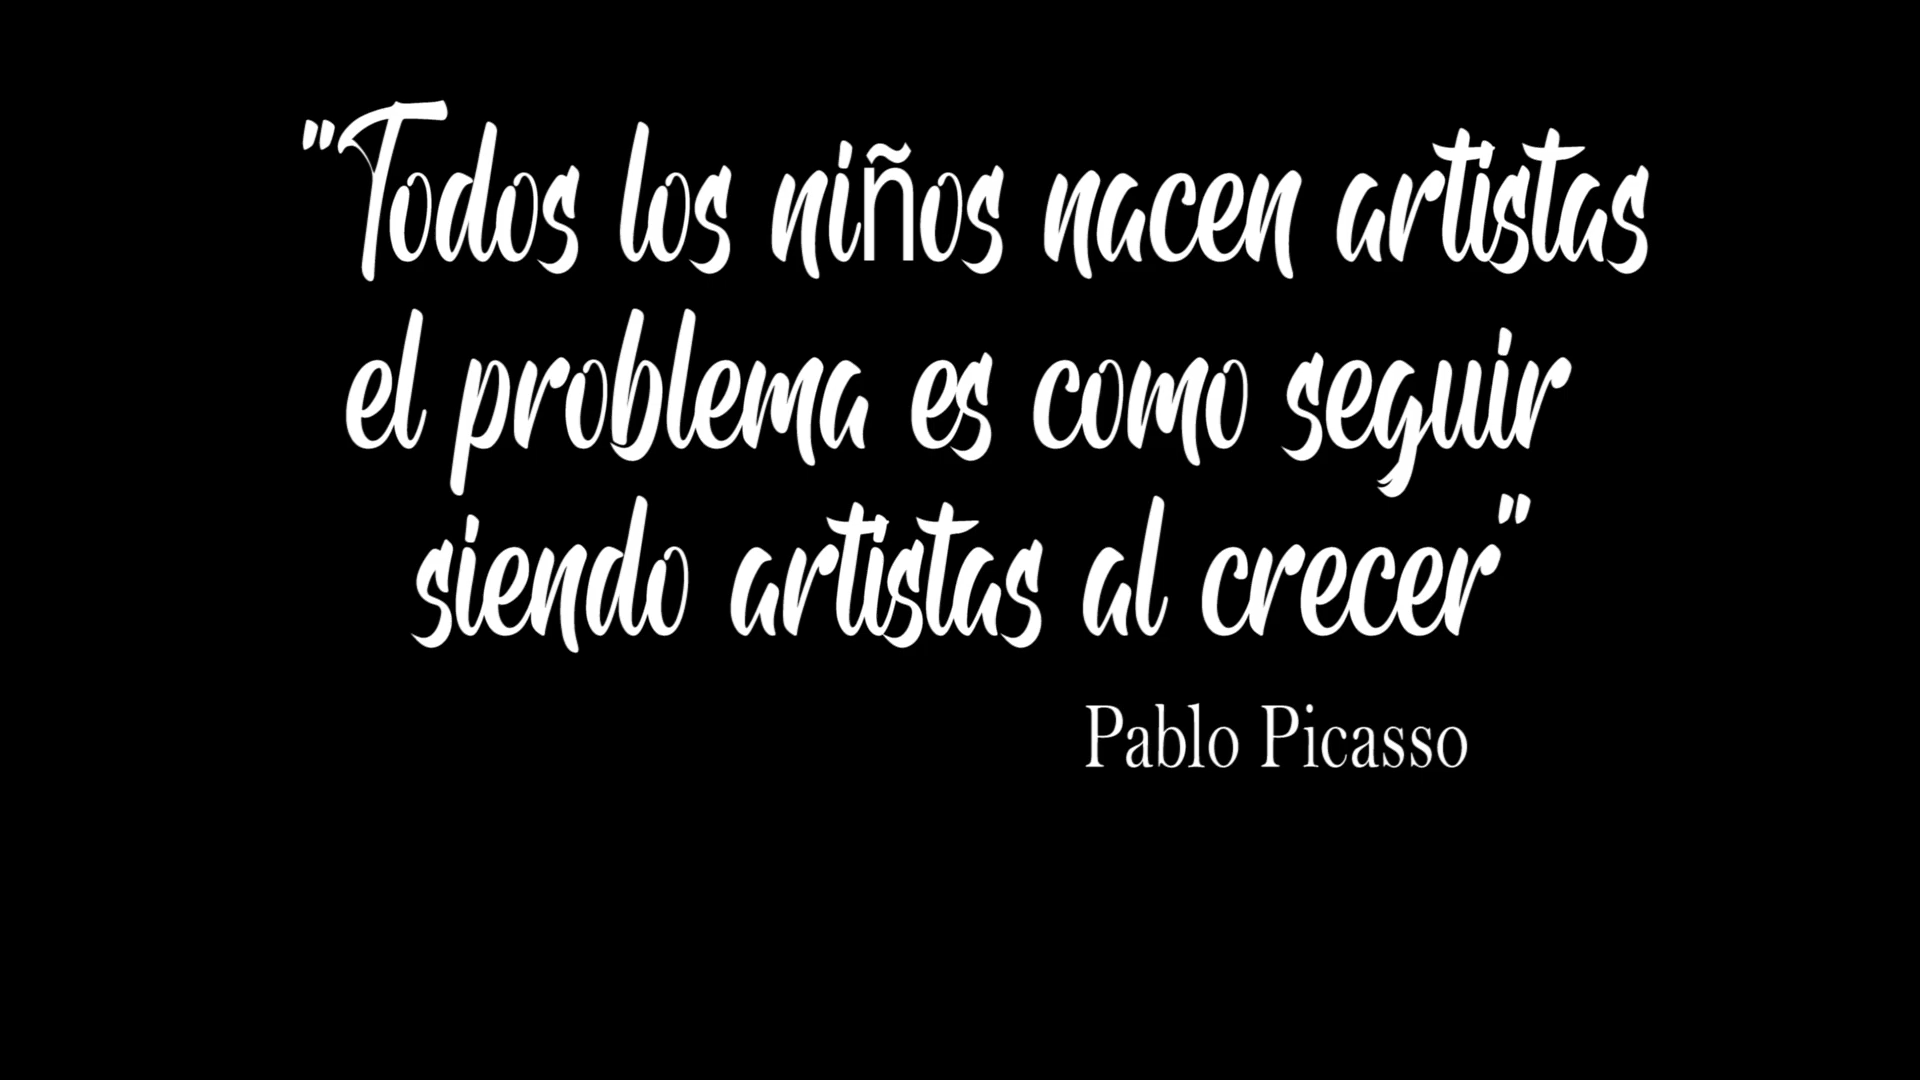 "Todos los niños nacen artistas
el problema es como seguir
siendo artistas al crecer"
Pablo Picasso